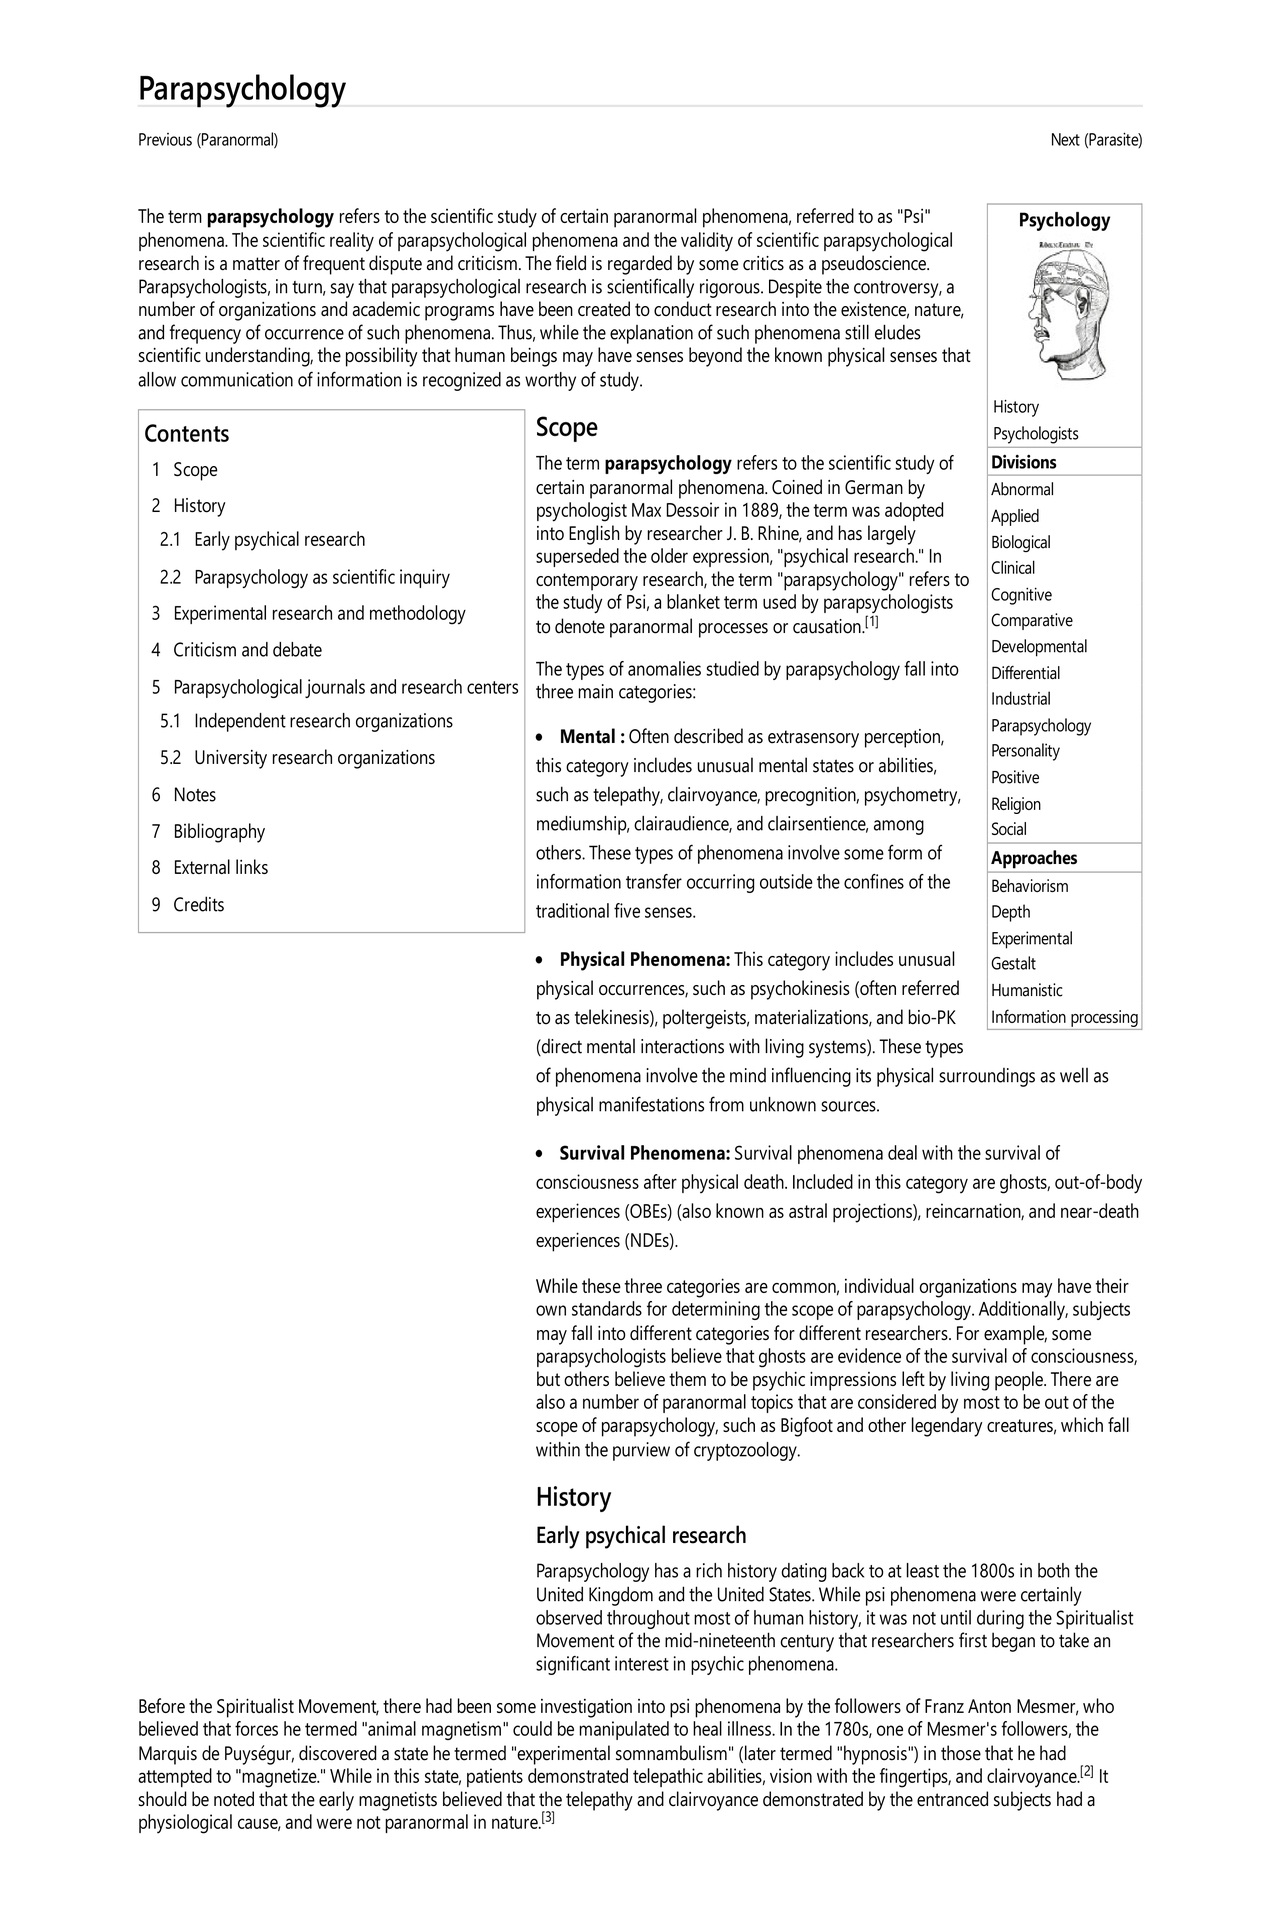 Parapsychology
Previous (Paranormal)
Next (Parasite)
The term parapsychology refers to the scientific study of certain paranormal phenomena, referred to as "Psi"
phenomena. The scientific reality of parapsychological phenomena and the validity of scientific parapsychological
research is a matter of frequent dispute and criticism. The field is regarded by some critics as a pseudoscience.
Parapsychologists, in turn, say that parapsychological research is scientifically rigorous. Despite the controversy, a
number of organizations and academic programs have been created to conduct research into the existence, nature,
and frequency of occurrence of such phenomena. Thus, while the explanation of such phenomena still eludes
scientific understanding, the possibility that human beings may have senses beyond the known physical senses that
allow communication of information is recognized as worthy of study.
Psychology
History
Psychologists
Divisions
Abnormal
Applied
Biological
Clinical
Cognitive
Comparative
Developmental
Differential
Industrial
Parapsychology
Personality
Positive
Religion
Social
Approaches
Behaviorism
Depth
Experimental
Gestalt
Humanistic
Information processing
Contents
1 Scope
2 History
2.1 Early psychical research
2.2 Parapsychology as scientific inquiry
3 Experimental research and methodology
4 Criticism and debate
5 Parapsychological journals and research centers
5.1 Independent research organizations
5.2 University research organizations
6 Notes
7 Bibliography
8 External links
9 Credits
Scope
The term parapsychology refers to the scientific study of
certain paranormal phenomena. Coined in German by
psychologist Max Dessoir in 1889, the term was adopted
into English by researcher J. B. Rhine, and has largely
superseded the older expression, "psychical research." In
contemporary research, the term "parapsychology" refers to
the study of Psi, a blanket term used by parapsychologists
to denote paranormal processes or causation.[1]
The types of anomalies studied by parapsychology fall into
three main categories:
• Mental : Often described as extrasensory perception,
this category includes unusual mental states or abilities,
such as telepathy, clairvoyance, precognition, psychometry,
mediumship, clairaudience, and clairsentience, among
others. These types of phenomena involve some form of
information transfer occurring outside the confines of the
traditional five senses.
• Physical Phenomena: This category includes unusual
physical occurrences, such as psychokinesis (often referred
to as telekinesis), poltergeists, materializations, and bio-PK
(direct mental interactions with living systems). These types
of phenomena involve the mind influencing its physical surroundings as well as
physical manifestations from unknown sources.
• Survival Phenomena: Survival phenomena deal with the survival of
consciousness after physical death. Included in this category are ghosts, out-of-body
experiences (OBEs) (also known as astral projections), reincarnation, and near-death
experiences (NDEs).
While these three categories are common, individual organizations may have their
own standards for determining the scope of parapsychology. Additionally, subjects
may fall into different categories for different researchers. For example, some
parapsychologists believe that ghosts are evidence of the survival of consciousness,
but others believe them to be psychic impressions left by living people. There are
also a number of paranormal topics that are considered by most to be out of the
scope of parapsychology, such as Bigfoot and other legendary creatures, which fall
within the purview of cryptozoology.
History
Early psychical research
Parapsychology has a rich history dating back to at least the 1800s in both the
United Kingdom and the United States. While psi phenomena were certainly
observed throughout most of human history, it was not until during the Spiritualist
Movement of the mid-nineteenth century that researchers first began to take an
significant interest in psychic phenomena.
Before the Spiritualist Movement, there had been some investigation into psi phenomena by the followers of Franz Anton Mesmer, who
believed that forces he termed "animal magnetism" could be manipulated to heal illness. In the 1780s, one of Mesmer's followers, the
Marquis de Puységur, discovered a state he termed "experimental somnambulism" (later termed "hypnosis") in those that he had
attempted to "magnetize." While in this state, patients demonstrated telepathic abilities, vision with the fingertips, and clairvoyance.[2] It
should be noted that the early magnetists believed that the telepathy and clairvoyance demonstrated by the entranced subjects had a
physiological cause, and were not paranormal in nature.[3]